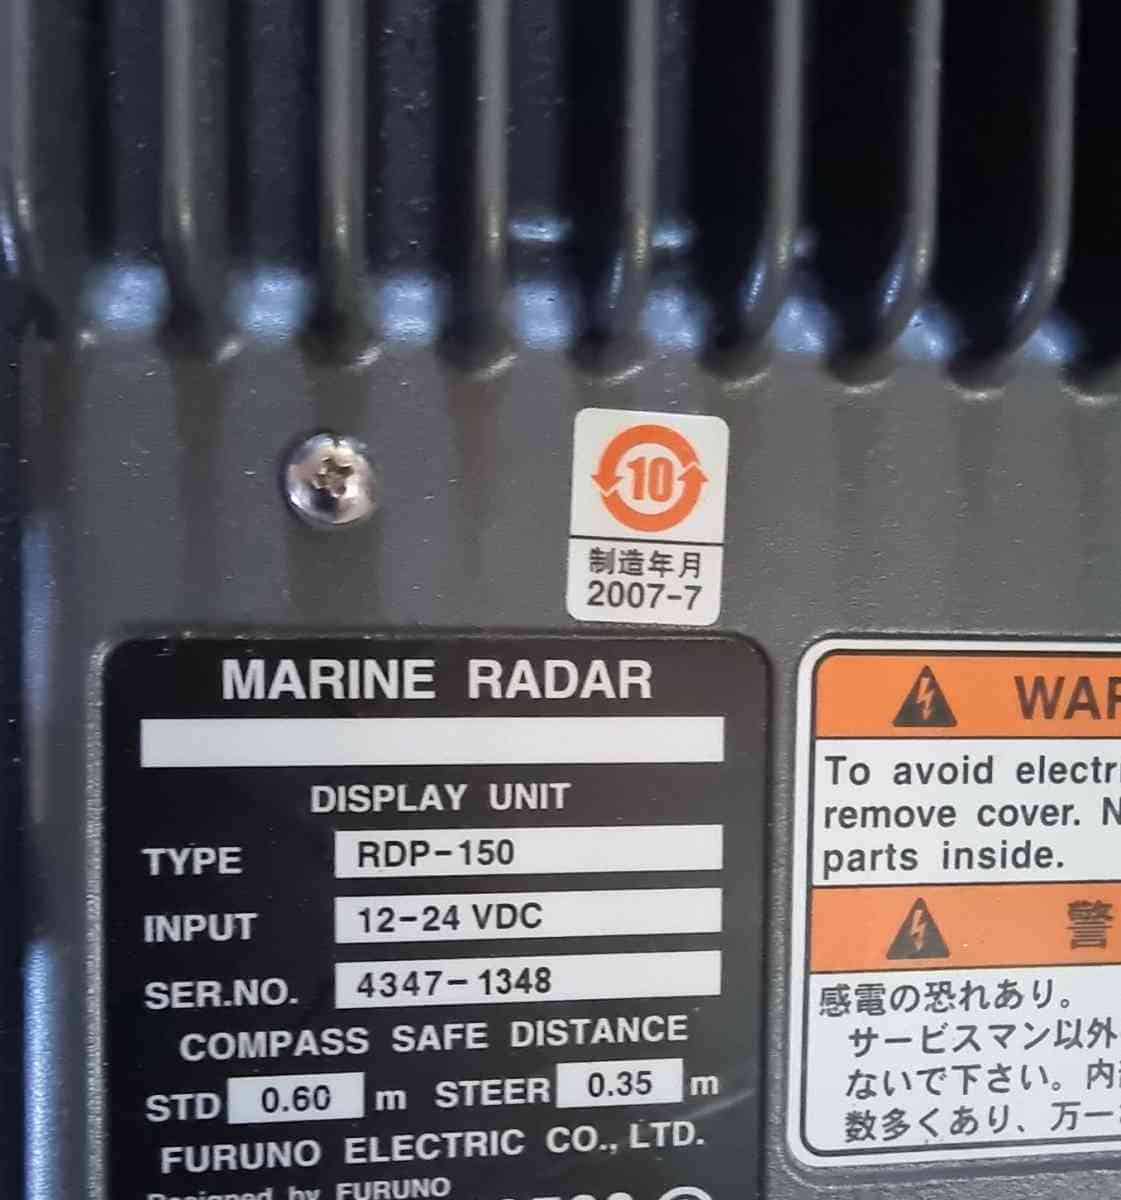 10
制造年月
2007-7
MARINE RADAR
DISPLAY UNIT
TYPE RDP-150
INPUT 12-24 VDC
SER.NO. 4347-1348
COMPASS SAFE DISTANCE
STD 0.60 m STEER 0.35 m
FURUNO ELECTRIC CO., LTD.
Designed by FURUNO
To avoid
remove cover.
parts inside.
警
感電の恐れあり。
サービスマン以外
ないで下さい。内
数多くあり、万一